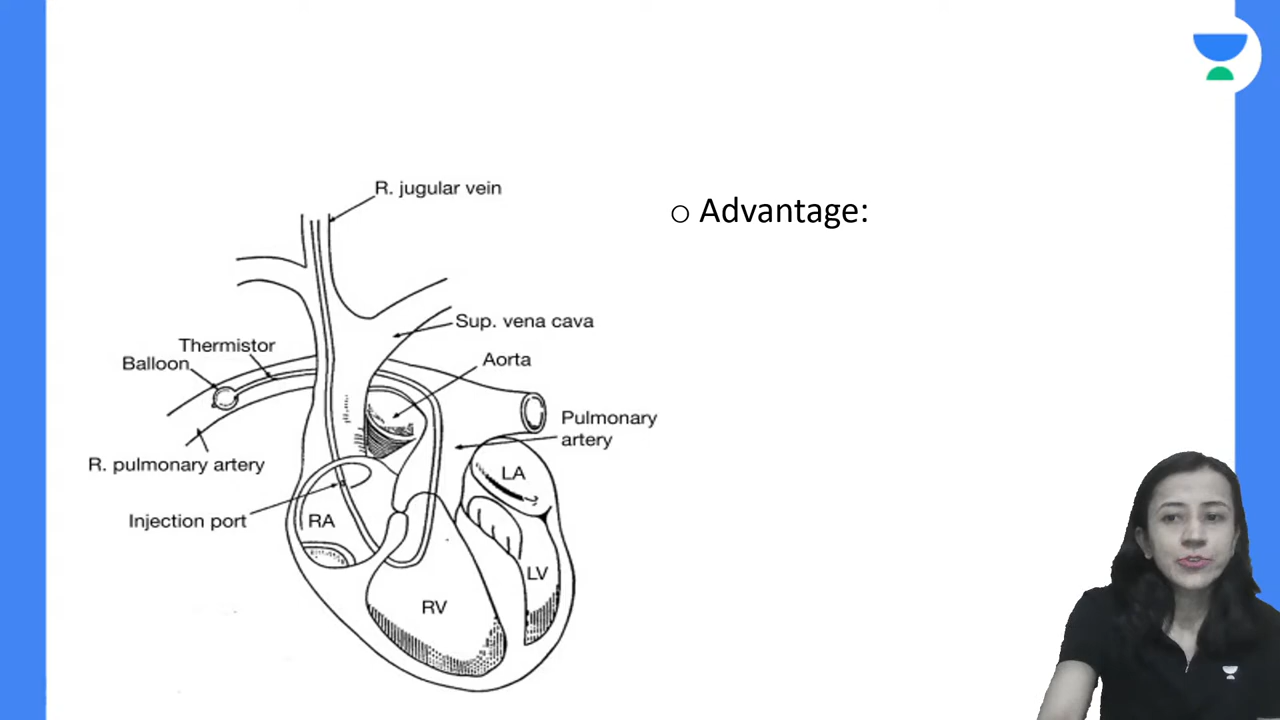 R. jugular vein
○ Advantage:
Sup. vena cava
Thermistor
Balloon
Aorta
Pulmonary
artery
R. pulmonary artery
LA
Injection port
RA
LV
RV